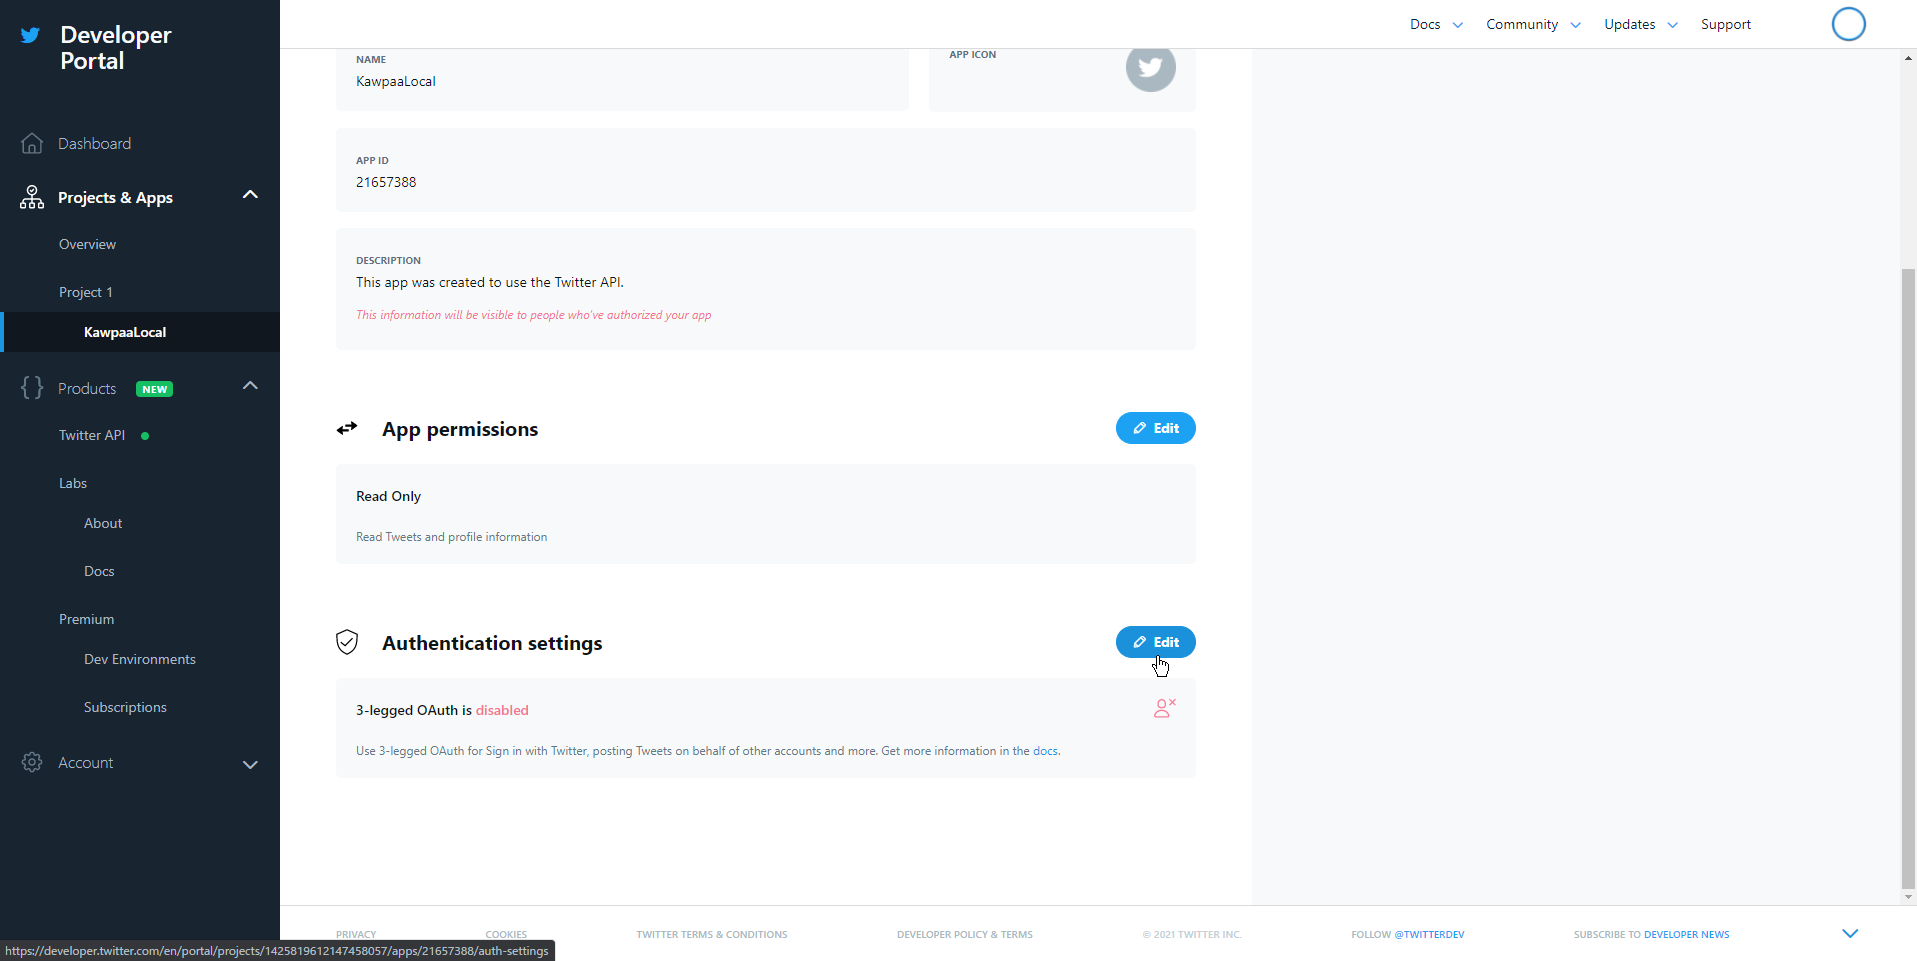 Developer
Portal
Docs
Community
Updates
Support
Dashboard
Projects & Apps
Overview
Project 1
KawpaaLocal
Products
NEW
Twitter API
Labs
About
Docs
Premium
Dev Environments
Subscriptions
Account
NAME
KawpaaLocal
APP ICON
APP ID
21657388
DESCRIPTION
This app was created to use the Twitter API.
This information will be visible to people who've authorized your app
App permissions
Edit
Read Only
Read Tweets and profile information
Authentication settings
Edit
3-legged OAuth is disabled
Use 3-legged OAuth for Sign in with Twitter, posting Tweets on behalf of other accounts and more. Get more information in the docs.
PRIVACY
COOKIES
TWITTER TERMS & CONDITIONS
DEVELOPER POLICY & TERMS
© 2021 TWITTER INC.
FOLLOW @TWITTERDEV
SUBSCRIBE TO DEVELOPER NEWS
https://developer.twitter.com/en/portal/projects/1425819612147458057/apps/21657388/auth-settings